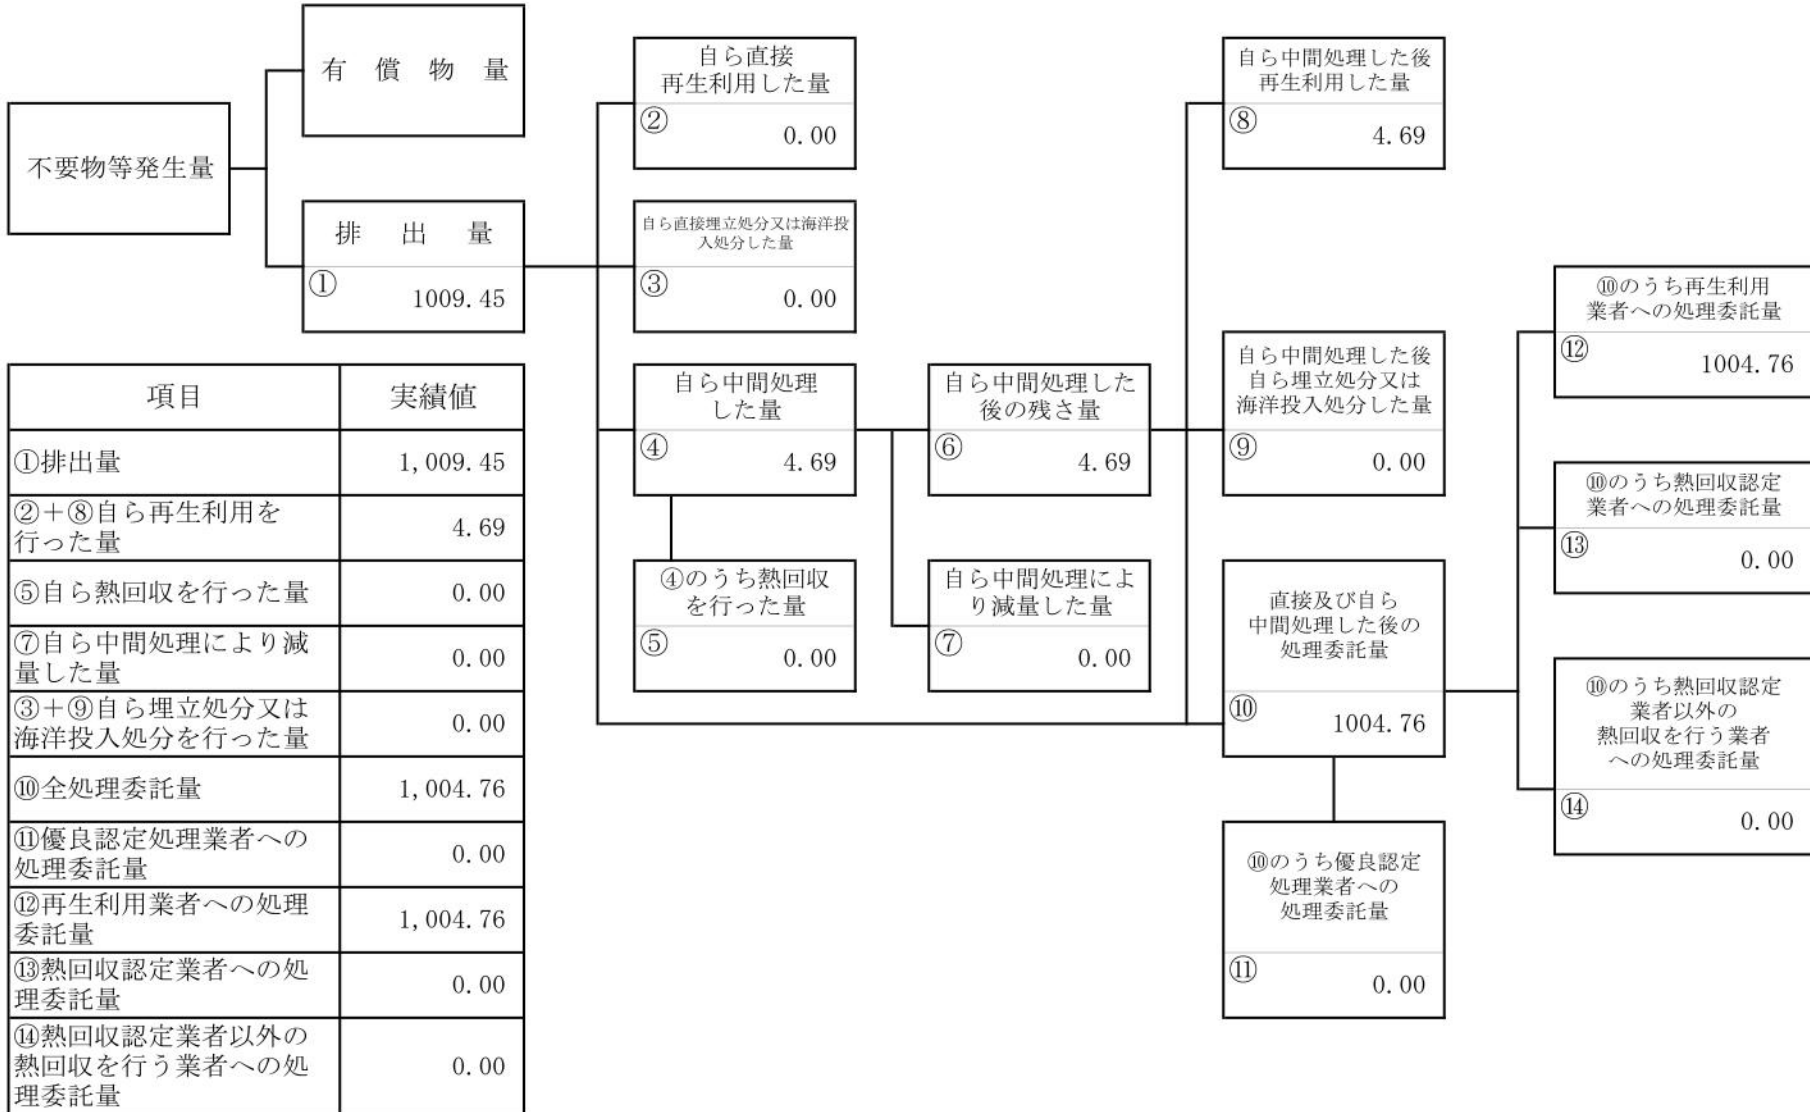 有償物量
不要物等発生量
排出量
①
1009.45
自ら直接
再生利用した量
②
0.00
自ら直接埋立処分又は海洋投
入処分した量
③
0.00
自ら中間処理
した量
④
4.69
④のうち熱回収
を行った量
⑤
0.00
自ら中間処理した
後の残さ量
⑥
4.69
自ら中間処理によ
り減量した量
⑦
0.00
自ら中間処理した後
再生利用した量
⑧
4.69
自ら中間処理した後
自ら埋立処分又は
海洋投入処分した量
⑨
0.00
直接及び自ら
中間処理した後の
処理委託量
⑩
1004.76
⑩のうち優良認定
処理業者への
処理委託量
⑪
0.00
⑩のうち再生利用
業者への処理委託量
⑫
1004.76
⑩のうち熱回収認定
業者への処理委託量
⑬
0.00
⑩のうち熱回収認定
業者以外の
熱回収を行う業者
への処理委託量
⑭
0.00
項目 実績値
①排出量 1,009.45
②＋⑧自ら再生利用を
行った量 4.69
⑤自ら熱回収を行った量 0.00
⑦自ら中間処理により減
量した量 0.00
③＋⑨自ら埋立処分又は
海洋投入処分を行った量 0.00
⑩全処理委託量 1,004.76
⑪優良認定処理業者への
処理委託量 0.00
⑫再生利用業者への処理
委託量 1,004.76
⑬熱回収認定業者への処
理委託量 0.00
⑭熱回収認定業者以外の
熱回収を行う業者への処
理委託量 0.00